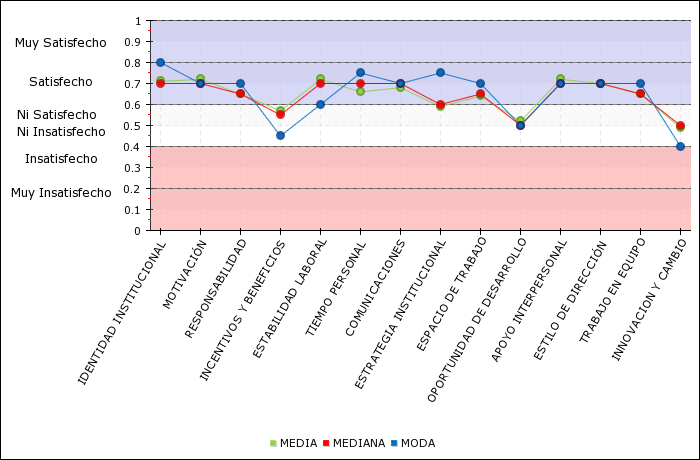 1
Muy Satisfecho
0.9
0.8
Satisfecho
0.7
0.6
Ni Satisfecho
0.5
Ni Insatisfecho
0.4
Insatisfecho
0.3
0.2
Muy Insatisfecho
0.1
0
IDENTIDAD INSTITUCIONAL
MOTIVACIÓN
RESPONSABILIDAD
INCENTIVOS Y BENEFICIOS
ESTABILIDAD LABORAL
TIEMPO PERSONAL
COMUNICACIONES
ESTRATEGIA INSTITUCIONAL
ESPACIO DE TRABAJO
OPORTUNIDAD DE DESARROLLO
APOYO INTERPERSONAL
ESTILO DE DIRECCIÓN
TRABAJO EN EQUIPO
INNOVACION Y CAMBIO
MEDIA MEDIANA MODA